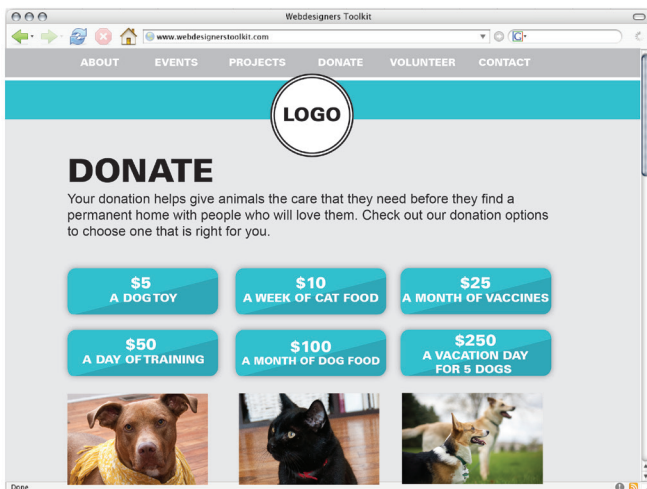 Webdesigners Toolkit
www.webdesignerstoolkit.com
G
ABOUT EVENTS PROJECTS DONATE VOLUNTEER CONTACT
LOGO
DONATE
Your donation helps give animals the care that they need before they find a
permanent home with people who will love them. Check out our donation options
to choose one that is right for you.
$5
A DOG TOY
$10
A WEEK OF CAT FOOD
$25
A MONTH OF VACCINES
$50
A DAY OF TRAINING
$100
A MONTH OF DOG FOOD
$250
A VACATION DAY
FOR 5 DOGS
Done